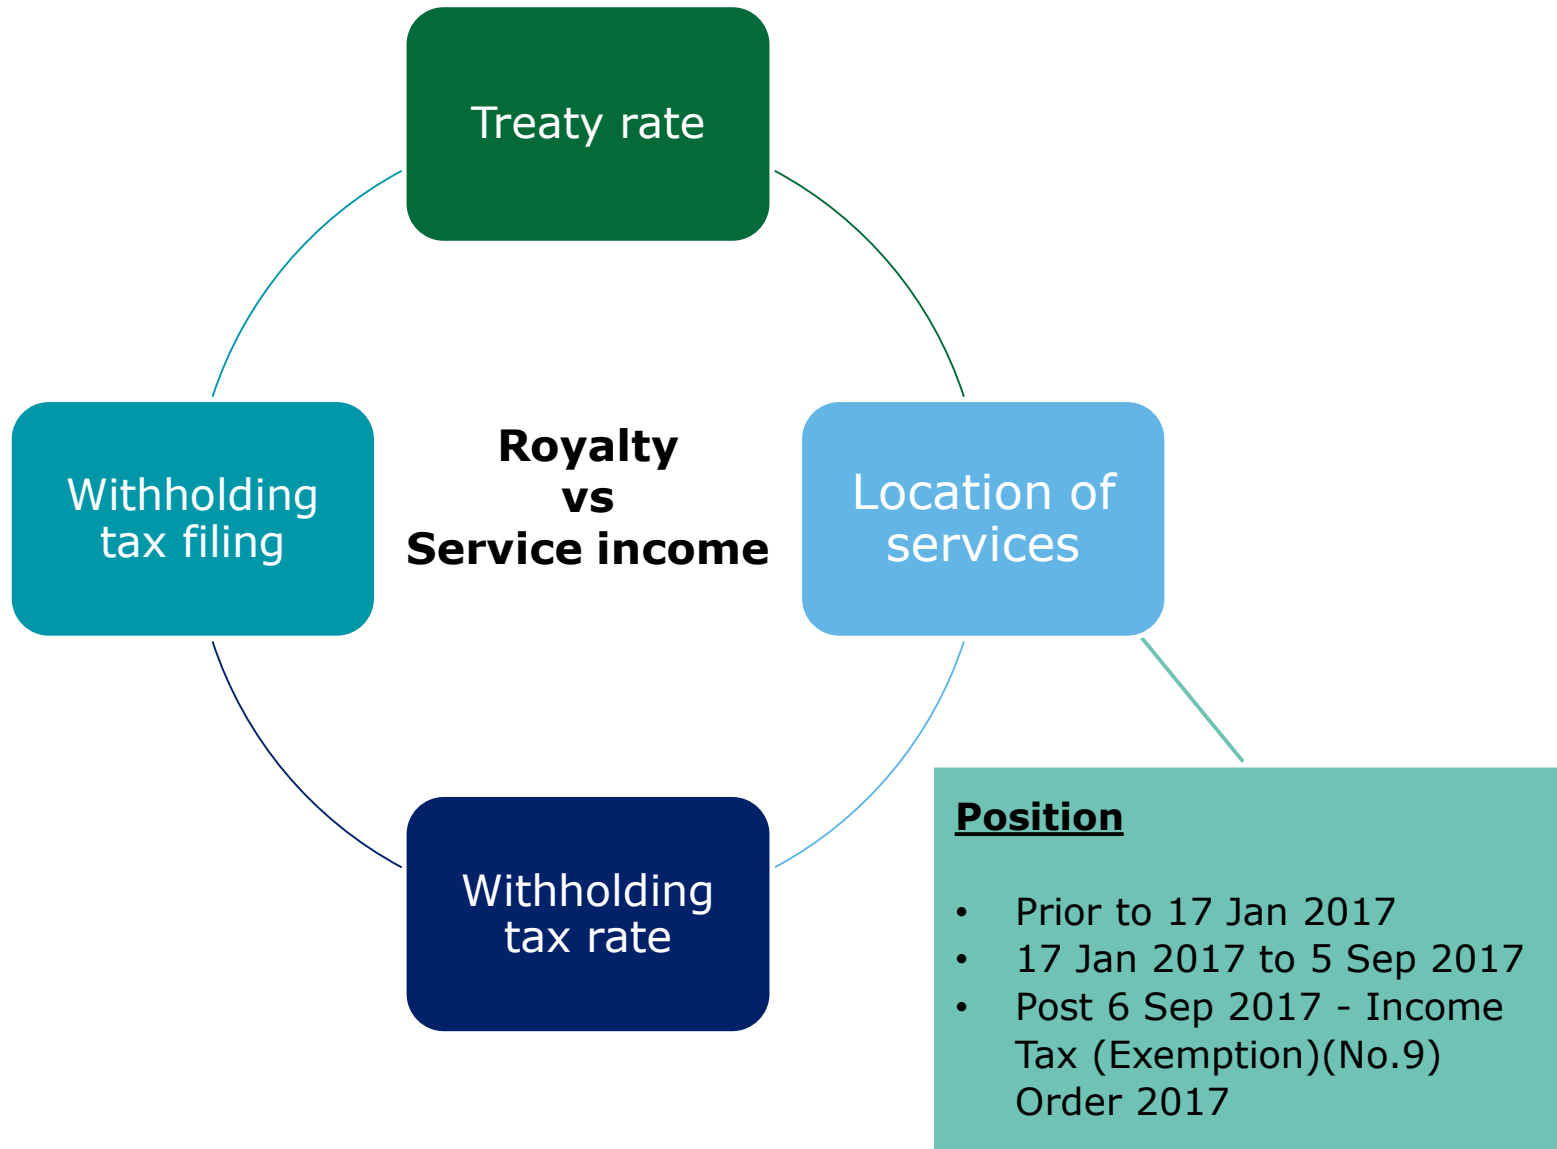 Treaty rate
Withholding
tax filing
Royalty
vs
Service income
Location of
services
Withholding
tax rate
Position
• Prior to 17 Jan 2017
• 17 Jan 2017 to 5 Sep 2017
• Post 6 Sep 2017 - Income
Tax (Exemption)(No.9)
Order 2017